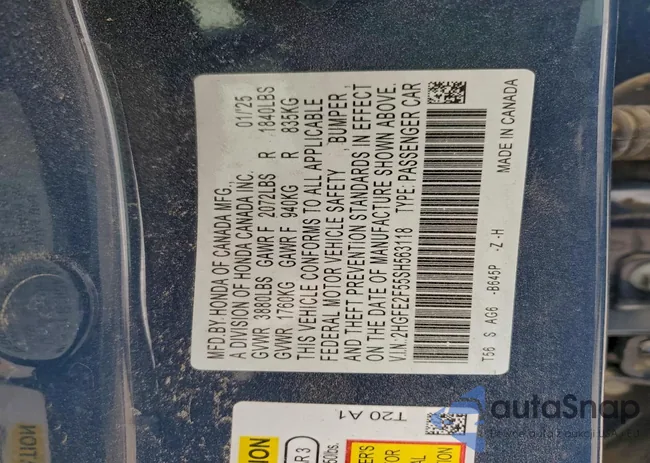 MFD.BY: HONDA OF CANADA MFG., 01/25
A DIVISION OF HONDA CANADA INC.
GVWR 3880LBS GAWR F 2072LBS R 1840LBS
GVWR 1760KG GAWR F 940KG R 835KG
THIS VEHICLE CONFORMS TO ALL APPLICABLE
FEDERAL MOTOR VEHICLE SAFETY , BUMPER ,
AND THEFT PREVENTION STANDARDS IN EFFECT
ON THE DATE OF MANUFACTURE SHOWN ABOVE.
V.I.N.:2HGFE2F55SH663118 TYPE: PASSENGER CAR
T56 S AG6 -B645P -Z -H
MADE IN CANADA
T20 A1
autoSnap